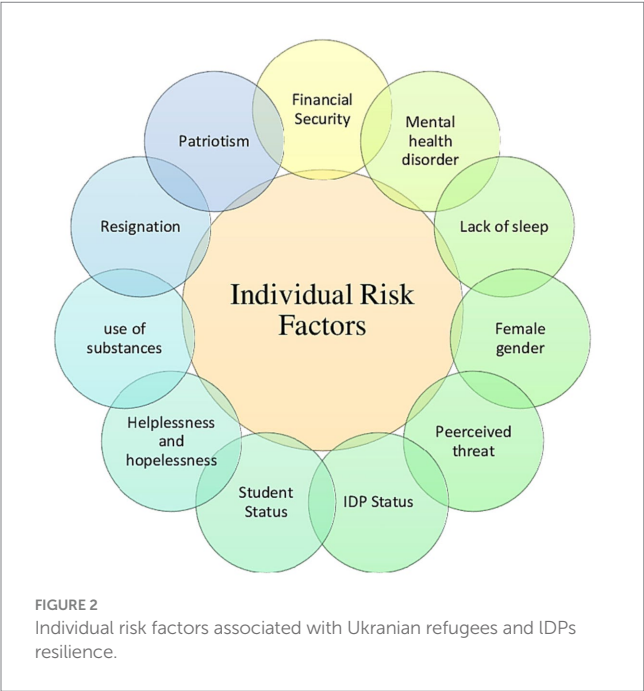 Financial
Security
Mental
health
disorder
Lack of sleep
Female
gender
Peerceived
threat
IDP Status
Student
Status
Helplessness
and
hopelessness
use of
substances
Resignation
Patriotism
Individual Risk
Factors
FIGURE 2
Individual risk factors associated with Ukranian refugees and lDPs
resilience.